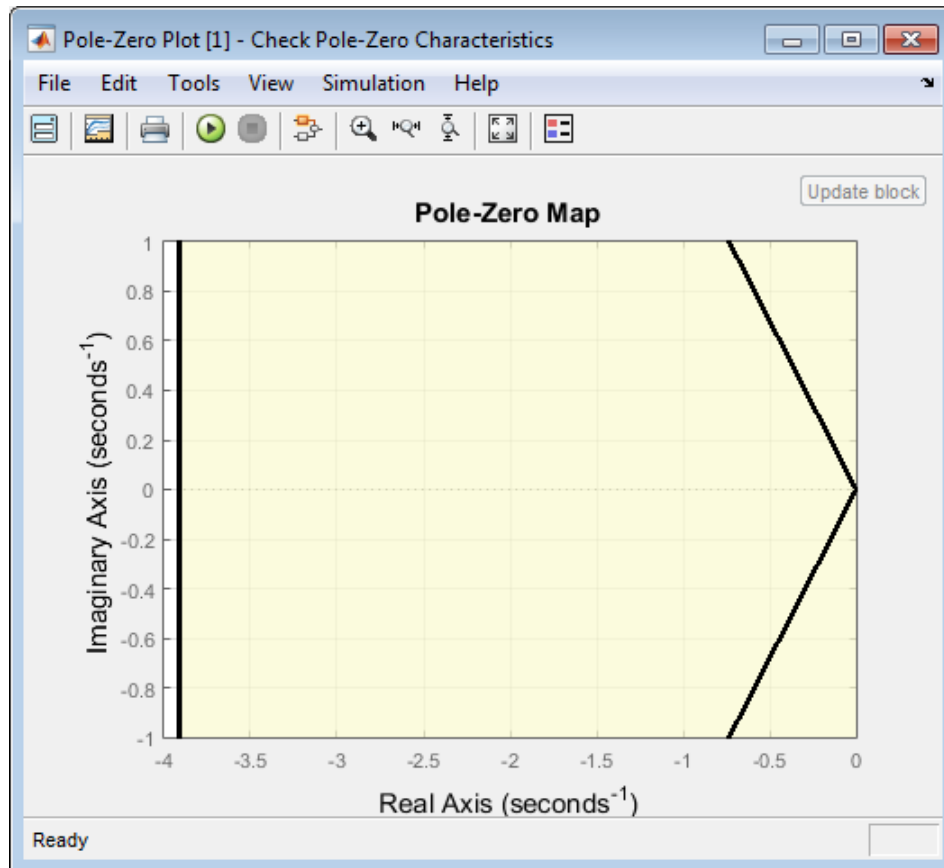 Pole-Zero Plot [1] - Check Pole-Zero Characteristics
File Edit Tools View Simulation Help
Update block
Pole-Zero Map
Imaginary Axis (seconds-1)
1
0.8
0.6
0.4
0.2
0
-0.2
-0.4
-0.6
-0.8
-1
-4 -3.5 -3 -2.5 -2 -1.5 -1 -0.5 0
Real Axis (seconds-1)
Ready